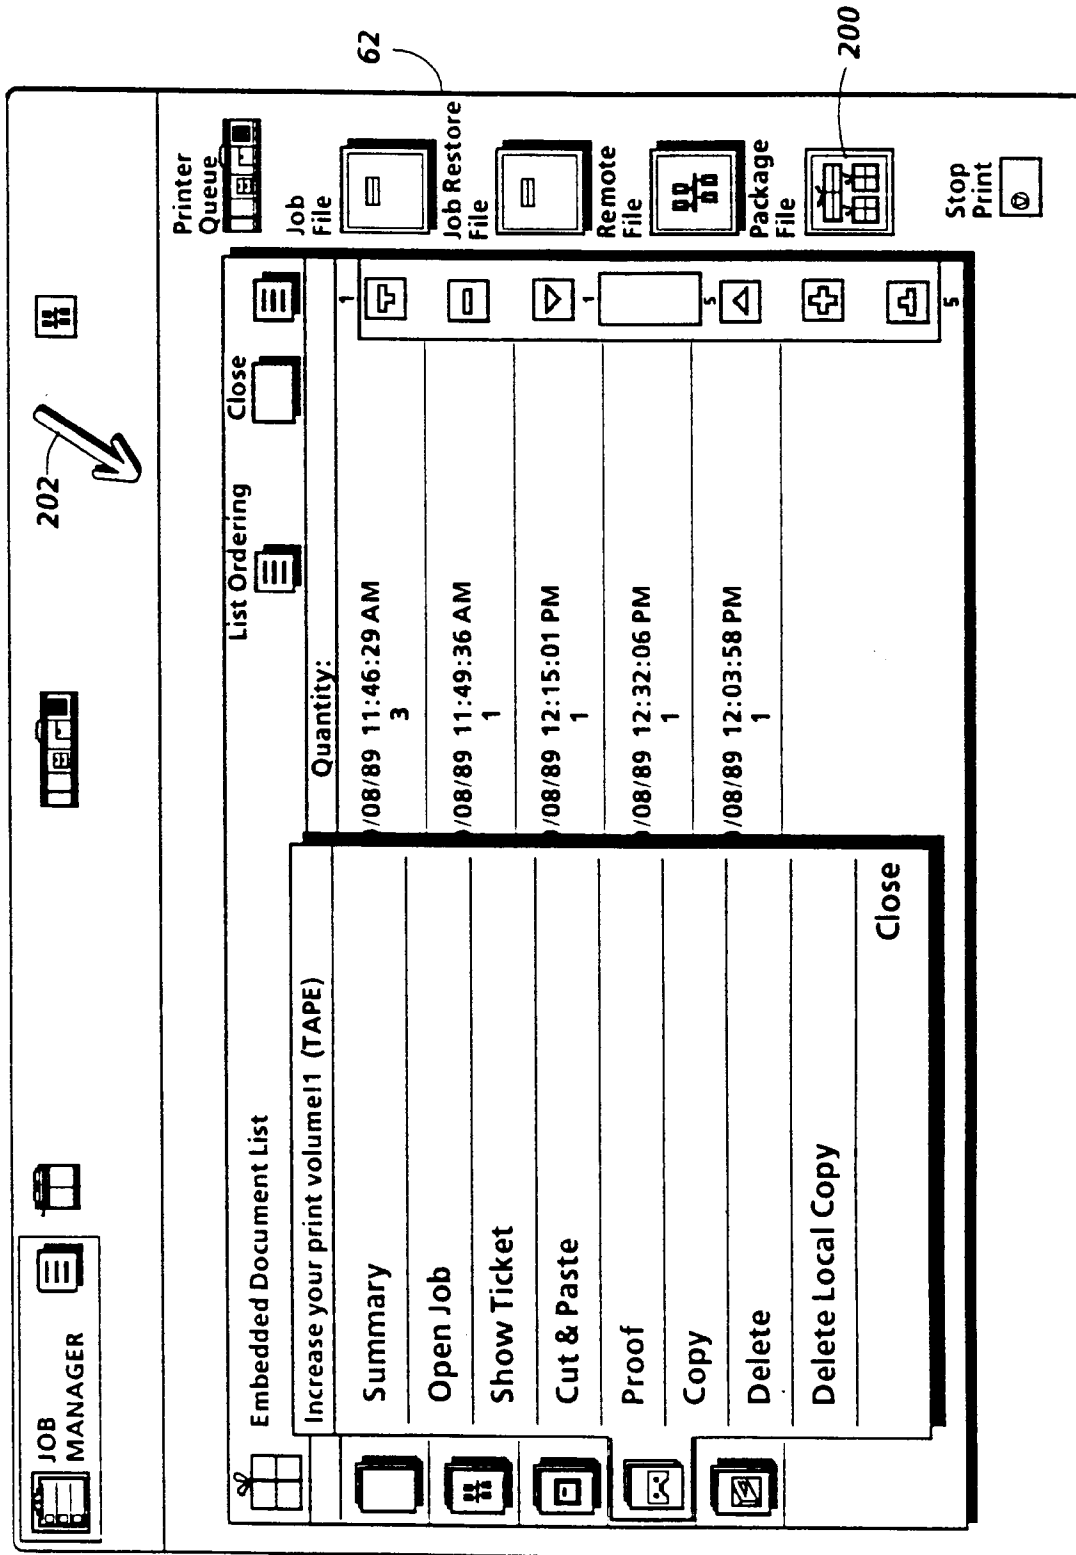 JOB
MANAGER
202
62
200
Embedded Document List
List Ordering
Close
Increase your print volume!1 (TAPE)
Quantity:
Summary
Open Job
Show Ticket
Cut & Paste
Proof
Copy
Delete
Delete Local Copy
Close
/08/89 11:46:29 AM
3
/08/89 11:49:36 AM
1
/08/89 12:15:01 PM
1
/08/89 12:32:06 PM
1
/08/89 12:03:58 PM
1
1
1
5
5
Printer
Queue
Job
File
Job Restore
File
Remote
File
Package
File
Stop
Print